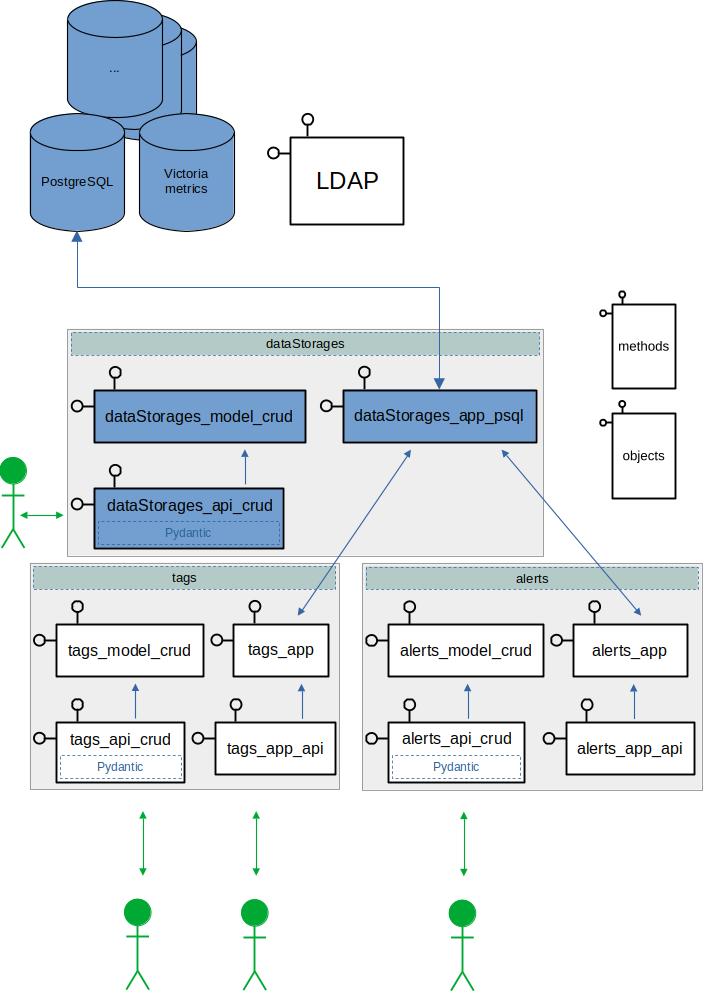 ...
PostgreSQL
Victoria
metrics
LDAP
methods
objects
dataStorages
dataStorages_model_crud
dataStorages_app_psql
dataStorages_api_crud
Pydantic
tags
tags_model_crud
tags_app
tags_api_crud
Pydantic
tags_app_api
alerts
alerts_model_crud
alerts_app
alerts_api_crud
Pydantic
alerts_app_api